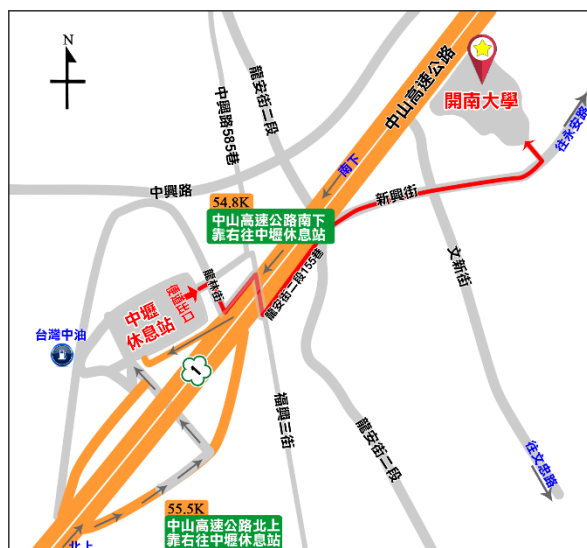 N
中山高速公路
開南大學
往永安路
龍安街二段
中興路585巷
南下
中興路
新興街
54.8K
中山高速公路南下
靠右往中壢休息站
文新街
龍安街二段155巷
龍林街
便道出口
中壢
休息站
台灣中油
1
福興三街
龍安街二段
往文忠路
55.5K
中山高速公路北上
靠右往中壢休息站
北上